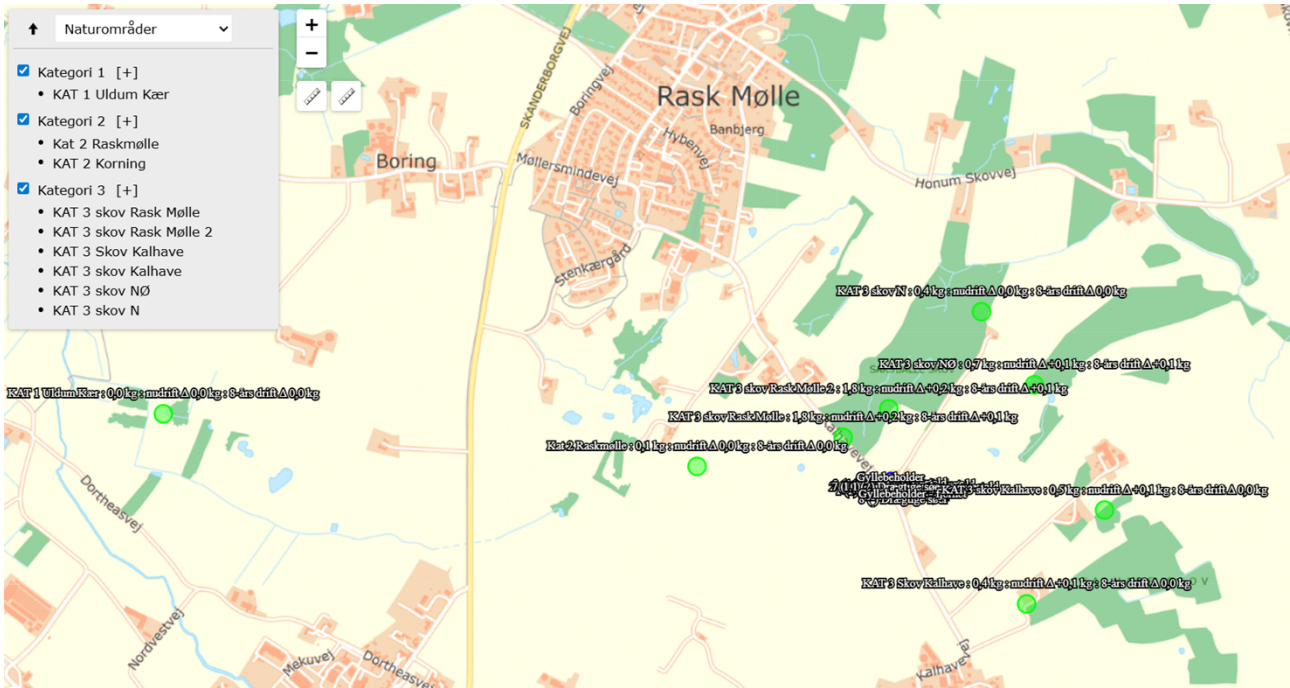 Naturområder
Kategori 1 [+]
KAT 1 Uldum Kær
Kategori 2 [+]
Kat 2 Raskmølle
KAT 2 Korning
Kategori 3 [+]
KAT 3 skov Rask Mølle
KAT 3 skov Rask Mølle 2
KAT 3 Skov Kalhave
KAT 3 skov Kalhave
KAT 3 skov NØ
KAT 3 skov N
+
−
SKANDERBORGVEJ
Boringvej
Rask Mølle
Banbjerg
Hybenvej
Boring
Møllersmindevej
Honum Skovvej
Stenkærgård
KAT 3 skov N : 0,4 kg : nudrift Δ 0,0 kg : 8-års drift Δ 0,0 kg
KAT 3 skov NØ : 0,7 kg : nudrift Δ +0,1 kg : 8-års drift Δ +0,1 kg
KAT 3 skov Rask Mølle 2 : 1,8 kg : nudrift Δ +0,2 kg : 8-års drift Δ +0,1 kg
KAT 1 Uldum Kær : 0,0 kg : nudrift Δ 0,0 kg : 8-års drift Δ 0,0 kg
KAT 3 skov Rask Mølle : 1,8 kg : nudrift Δ +0,2 kg : 8-års drift Δ +0,1 kg
Kat 2 Raskmølle : 0,1 kg : nudrift Δ 0,0 kg : 8-års drift Δ 0,0 kg
Gyllebeholder
KAT 3 skov Kalhave : 0,5 kg : nudrift Δ +0,1 kg : 8-års drift Δ 0,0 kg
Gyllebeholder
Drægtige søer
Dortheasvej
KAT 3 Skov Kalhave : 0,4 kg : nudrift Δ +0,1 kg : 8-års drift Δ 0,0 kg
Nordvestvej
Mekuvej
Dortheasvej
Kalhave